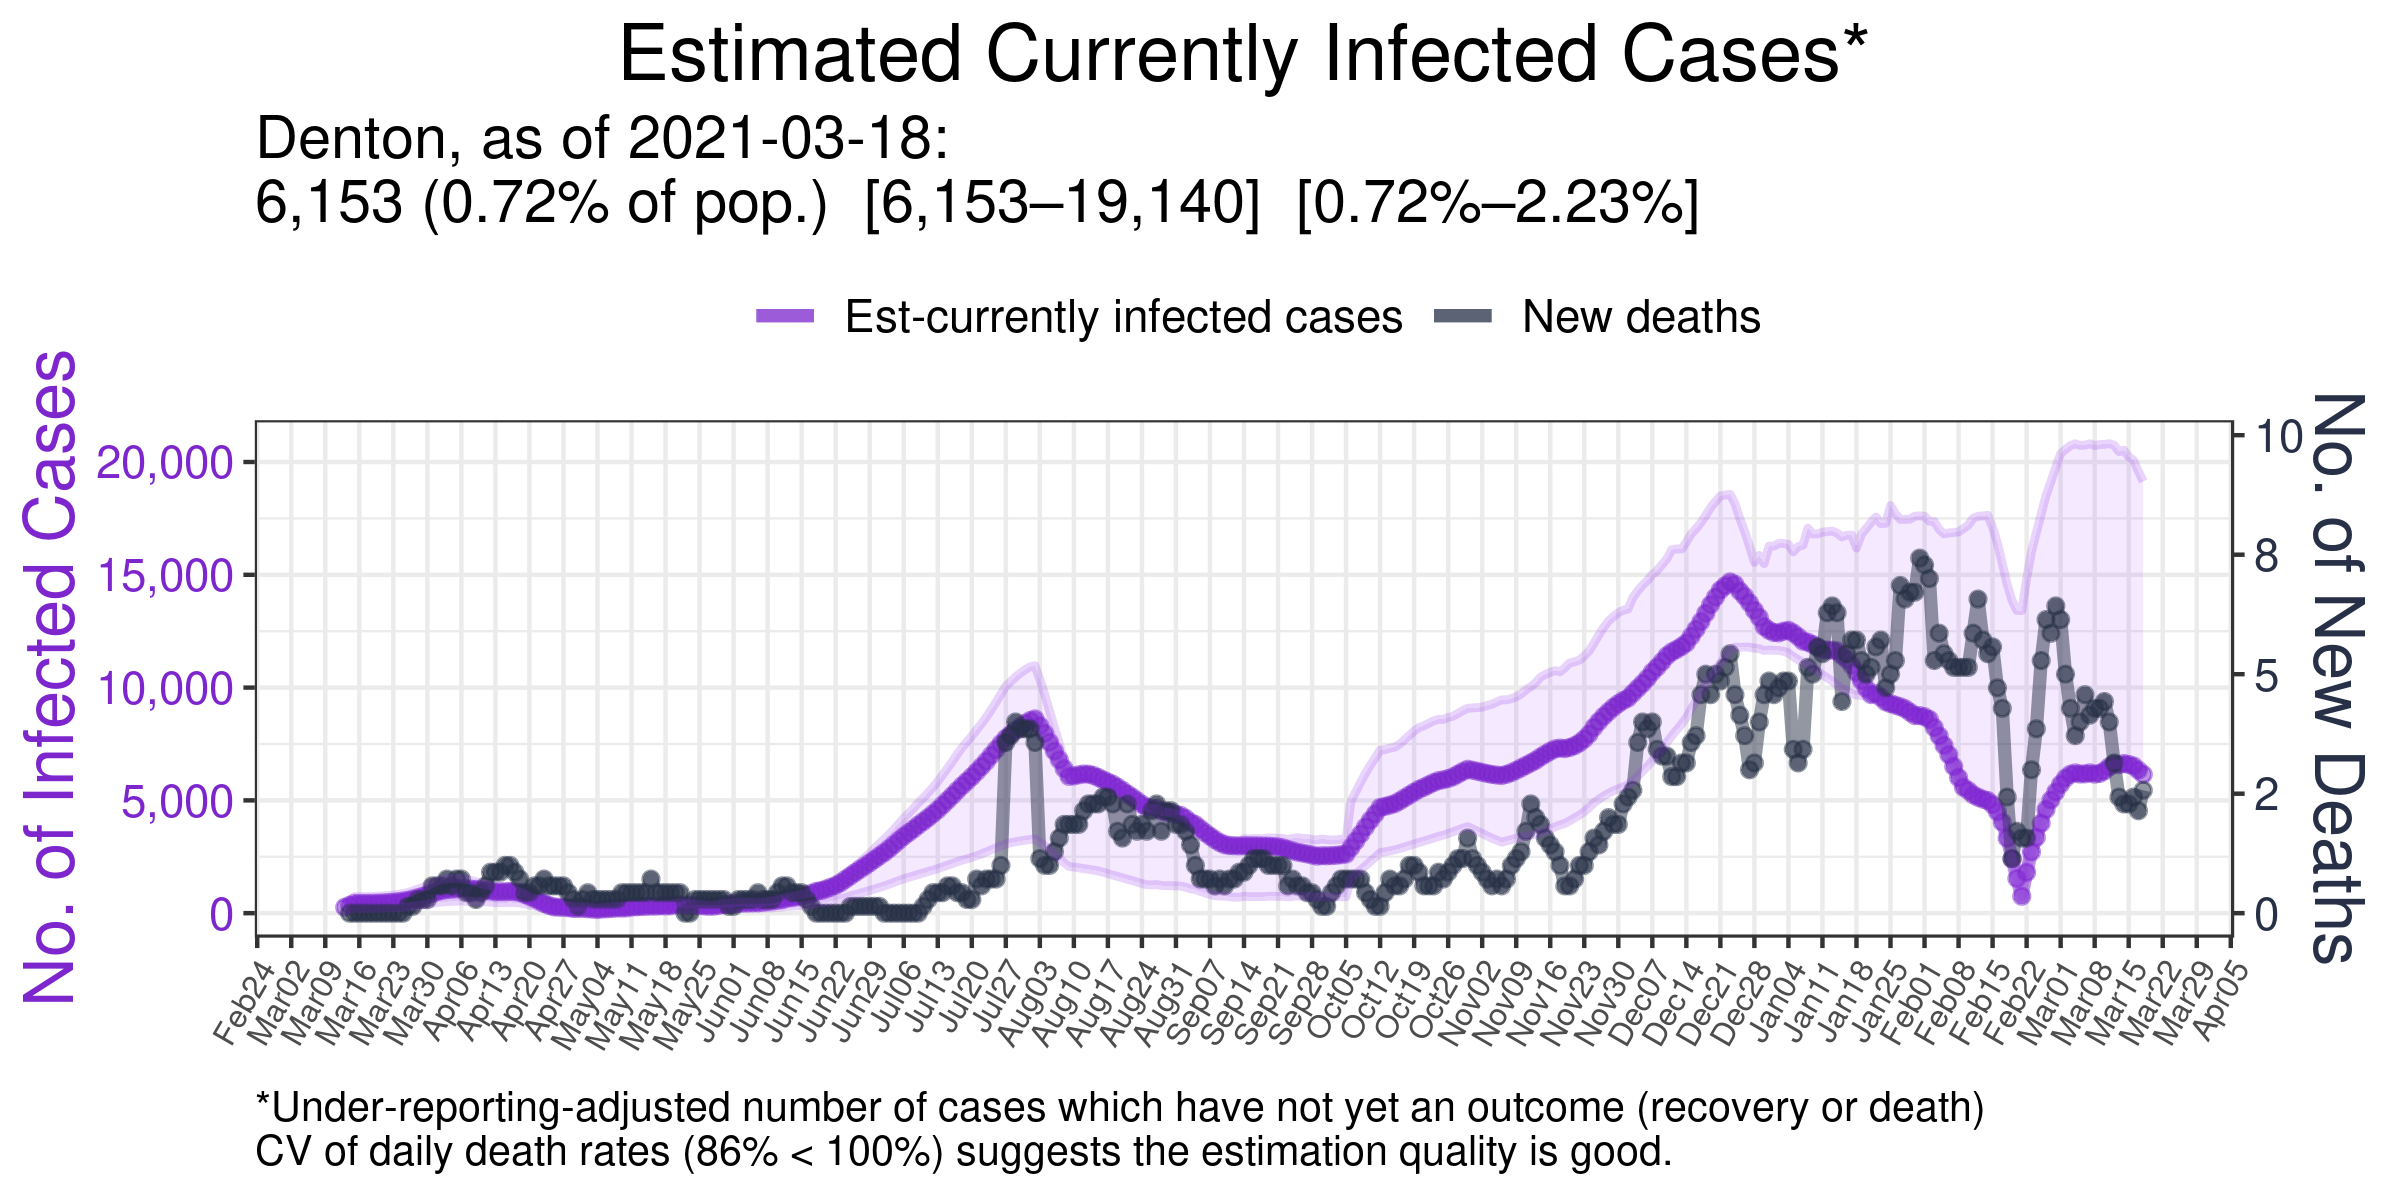 Estimated Currently Infected Cases*
Denton, as of 2021-03-18:
6,153 (0.72% of pop.) [6,153–19,140] [0.72%–2.23%]
Est-currently infected cases
New deaths
No. of Infected Cases
20,000
15,000
10,000
5,000
0
10
8
5
2
0
No. of New Deaths
Feb24
Mar02
Mar09
Mar16
Mar23
Mar30
Apr06
Apr13
Apr20
Apr27
May04
May11
May18
May25
Jun01
Jun08
Jun15
Jun22
Jun29
Jul06
Jul13
Jul20
Jul27
Aug03
Aug10
Aug17
Aug24
Aug31
Sep07
Sep14
Sep21
Sep28
Oct05
Oct12
Oct19
Oct26
Nov02
Nov09
Nov16
Nov23
Nov30
Dec07
Dec14
Dec21
Dec28
Jan04
Jan11
Jan18
Jan25
Feb01
Feb08
Feb15
Feb22
Mar01
Mar08
Mar15
Mar22
Mar29
Apr05
*Under-reporting-adjusted number of cases which have not yet an outcome (recovery or death)
CV of daily death rates (86% < 100%) suggests the estimation quality is good.